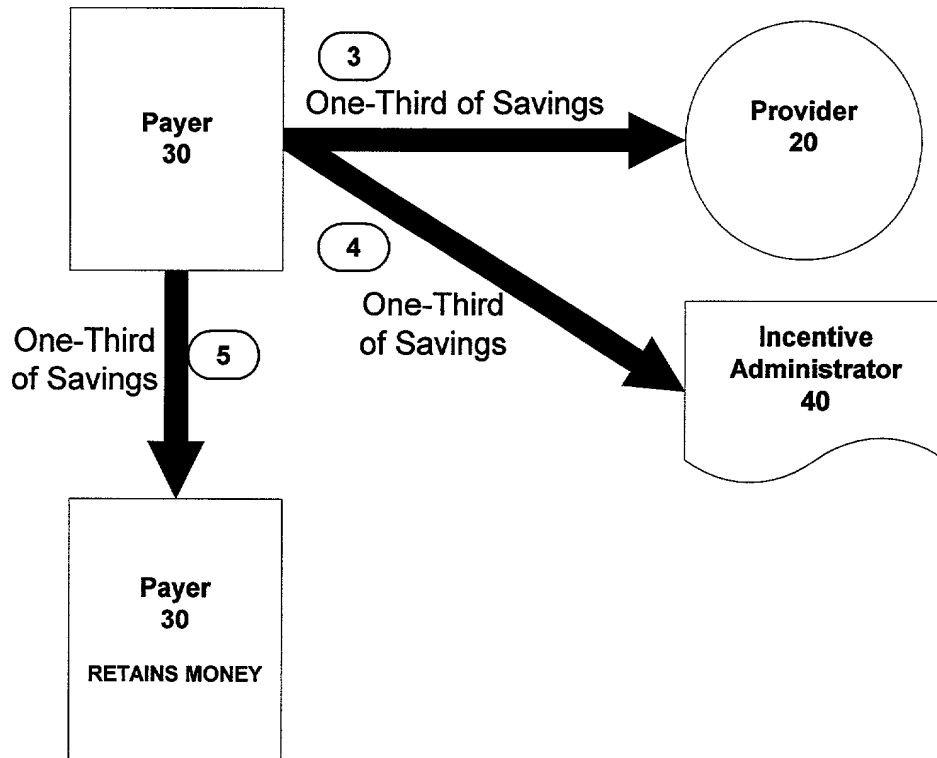 Payer
30
3
One-Third of Savings
Provider
20
4
One-Third
of Savings
Incentive
Administrator
40
One-Third
of Savings
5
Payer
30
RETAINS MONEY